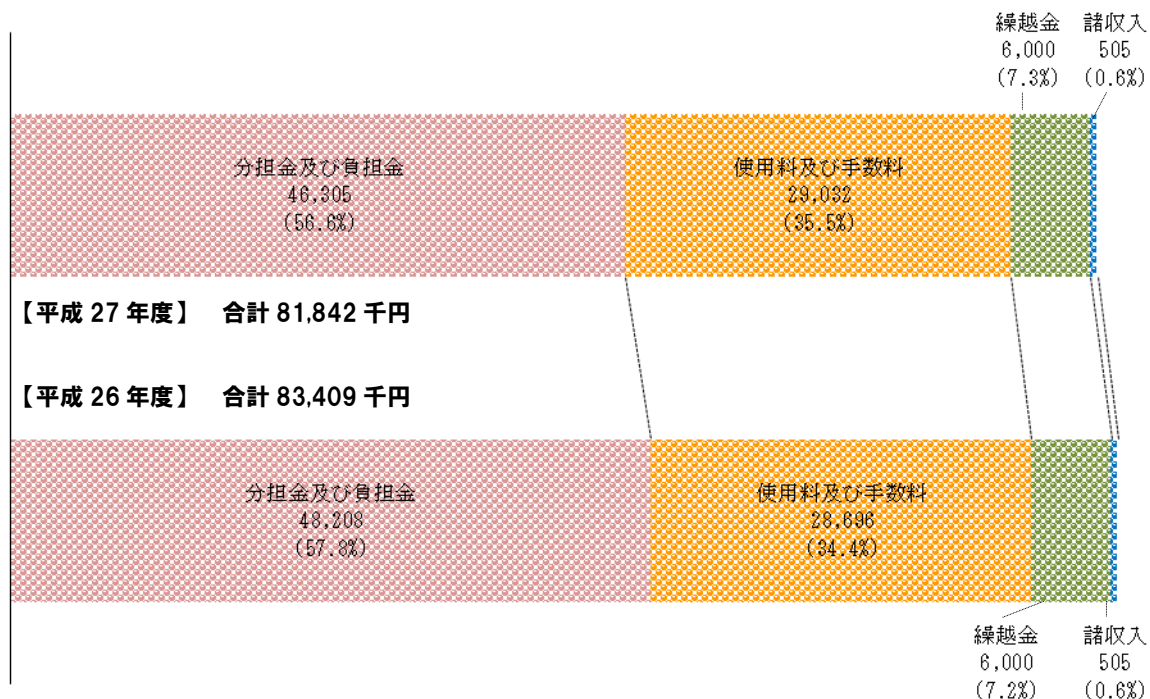 繰越金
6,000
(7.3%)
諸収入
505
(0.6%)
分担金及び負担金
46,305
(56.6%)
使用料及び手数料
29,032
(35.5%)
【平成 27 年度】　合計 81,842 千円
【平成 26 年度】　合計 83,409 千円
分担金及び負担金
48,208
(57.8%)
使用料及び手数料
28,696
(34.4%)
繰越金
6,000
(7.2%)
諸収入
505
(0.6%)